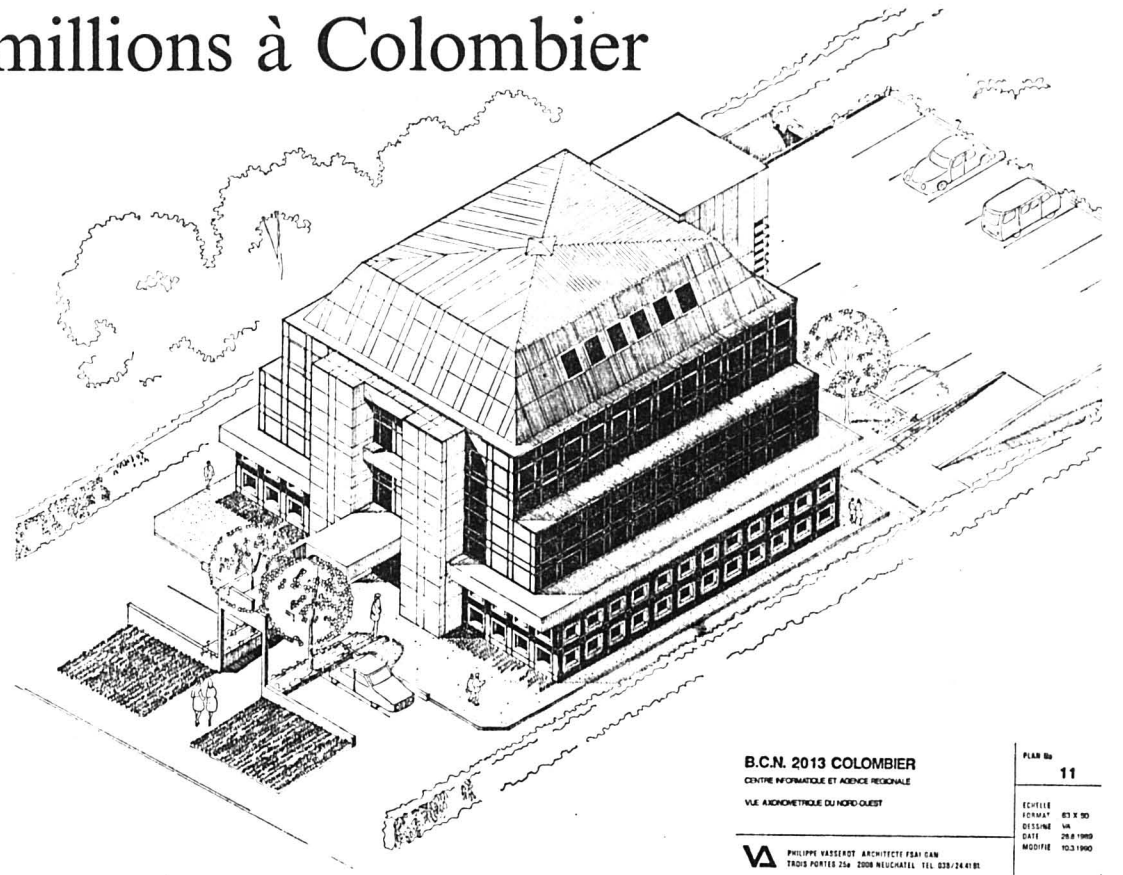 millions à Colombier
B.C.N. 2013 COLOMBIER
CENTRE INFORMATIQUE ET AGENCE REGIONALE
VUE AXONOMETRIQUE DU NORD-OUEST
PLAN No
11
ECHELLE
FORMAT 63 X 90
DESSINE VA
DATE 28.8.1989
MODIFIE 10.3.1990
VA PHILIPPE VASSEROT ARCHITECTE FSAI GAN
TROIS PORTES 25a 2006 NEUCHATEL TEL. 038/24 41 81